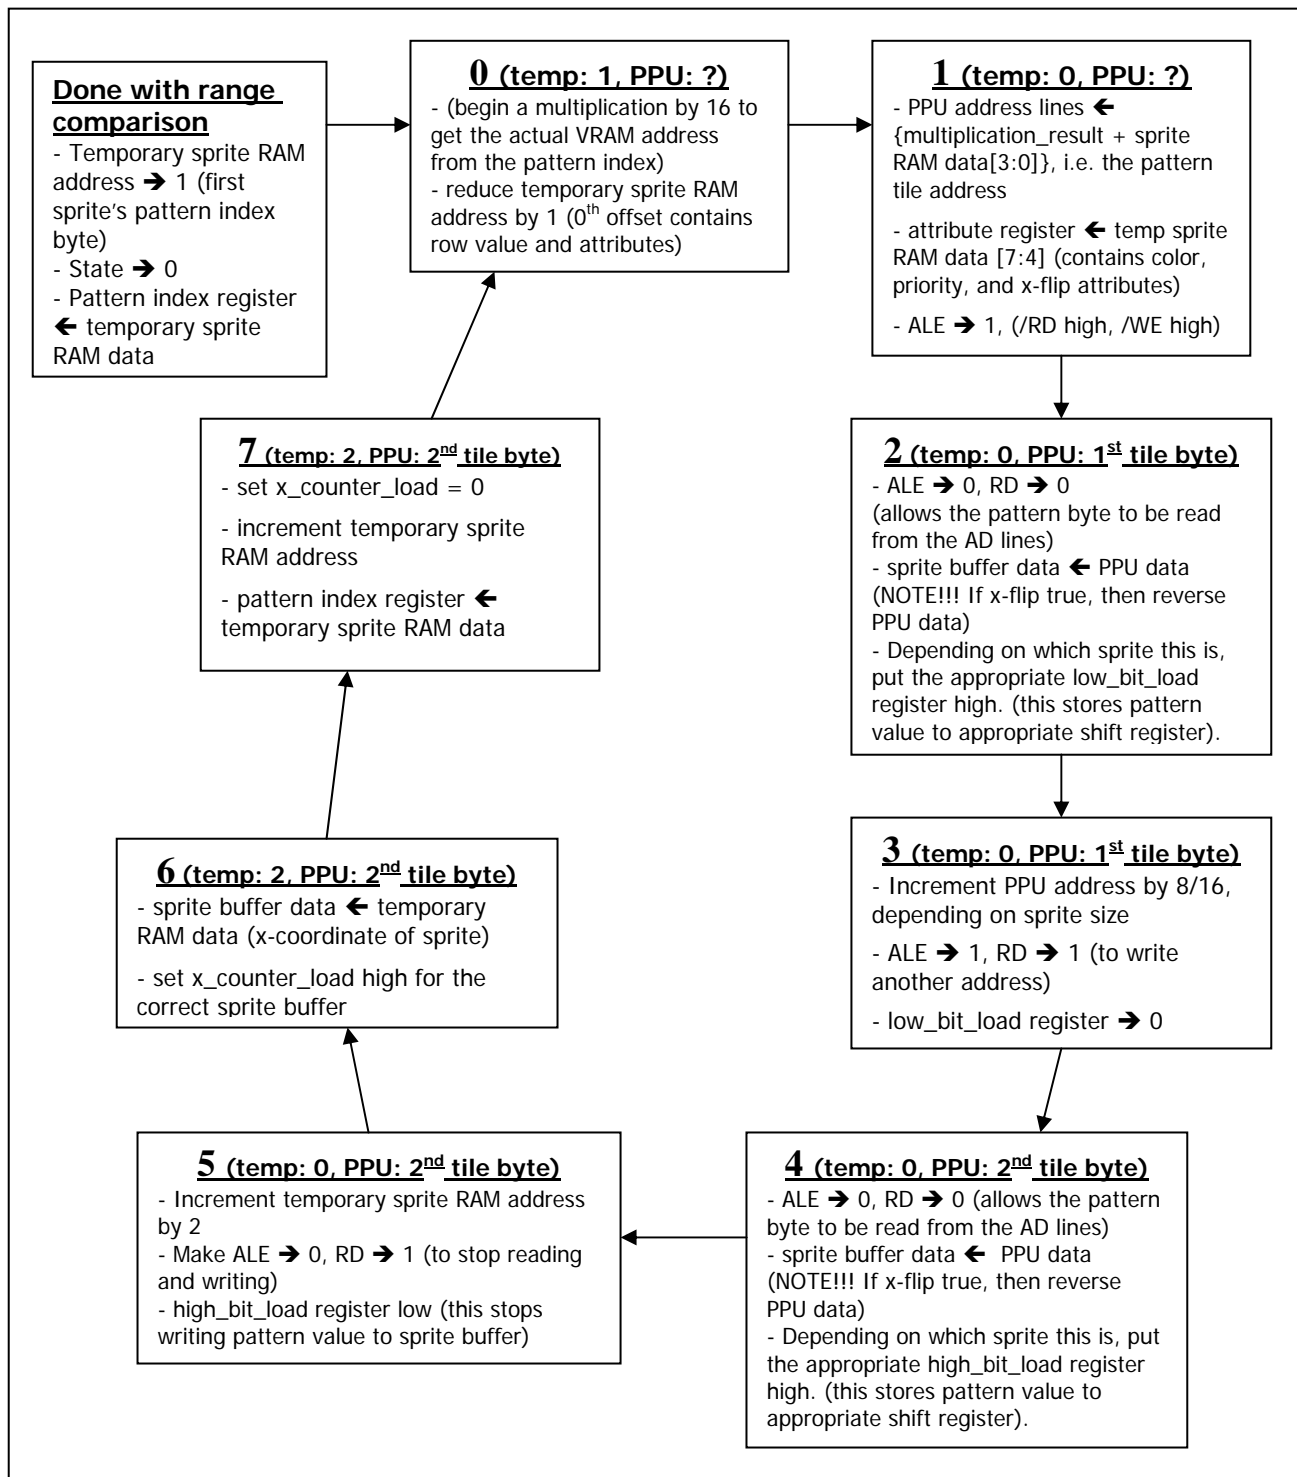 Done with range
comparison
- Temporary sprite RAM
address → 1 (first
sprite's pattern index
byte)
- State → 0
- Pattern index register
← temporary sprite
RAM data
0 (temp: 1, PPU: ?)
- (begin a multiplication by 16 to
get the actual VRAM address
from the pattern index)
- reduce temporary sprite RAM
address by 1 (0th offset contains
row value and attributes)
1 (temp: 0, PPU: ?)
- PPU address lines ←
{multiplication_result + sprite
RAM data[3:0]}, i.e. the pattern
tile address
- attribute register ← temp sprite
RAM data [7:4] (contains color,
priority, and x-flip attributes)
- ALE → 1, (/RD high, /WE high)
2 (temp: 0, PPU: 1st tile byte)
- ALE → 0, RD → 0
(allows the pattern byte to be read
from the AD lines)
- sprite buffer data ← PPU data
(NOTE!!! If x-flip true, then reverse
PPU data)
- Depending on which sprite this is,
put the appropriate low_bit_load
register high. (this stores pattern
value to appropriate shift register).
3 (temp: 0, PPU: 1st tile byte)
- Increment PPU address by 8/16,
depending on sprite size
- ALE → 1, RD → 1 (to write
another address)
- low_bit_load register → 0
4 (temp: 0, PPU: 2nd tile byte)
- ALE → 0, RD → 0 (allows the pattern
byte to be read from the AD lines)
- sprite buffer data ← PPU data
(NOTE!!! If x-flip true, then reverse
PPU data)
- Depending on which sprite this is, put
the appropriate high_bit_load register
high. (this stores pattern value to
appropriate shift register).
5 (temp: 0, PPU: 2nd tile byte)
- Increment temporary sprite RAM address
by 2
- Make ALE → 0, RD → 1 (to stop reading
and writing)
- high_bit_load register low (this stops
writing pattern value to sprite buffer)
6 (temp: 2, PPU: 2nd tile byte)
- sprite buffer data ← temporary
RAM data (x-coordinate of sprite)
- set x_counter_load high for the
correct sprite buffer
7 (temp: 2, PPU: 2nd tile byte)
- set x_counter_load = 0
- increment temporary sprite
RAM address
- pattern index register ←
temporary sprite RAM data